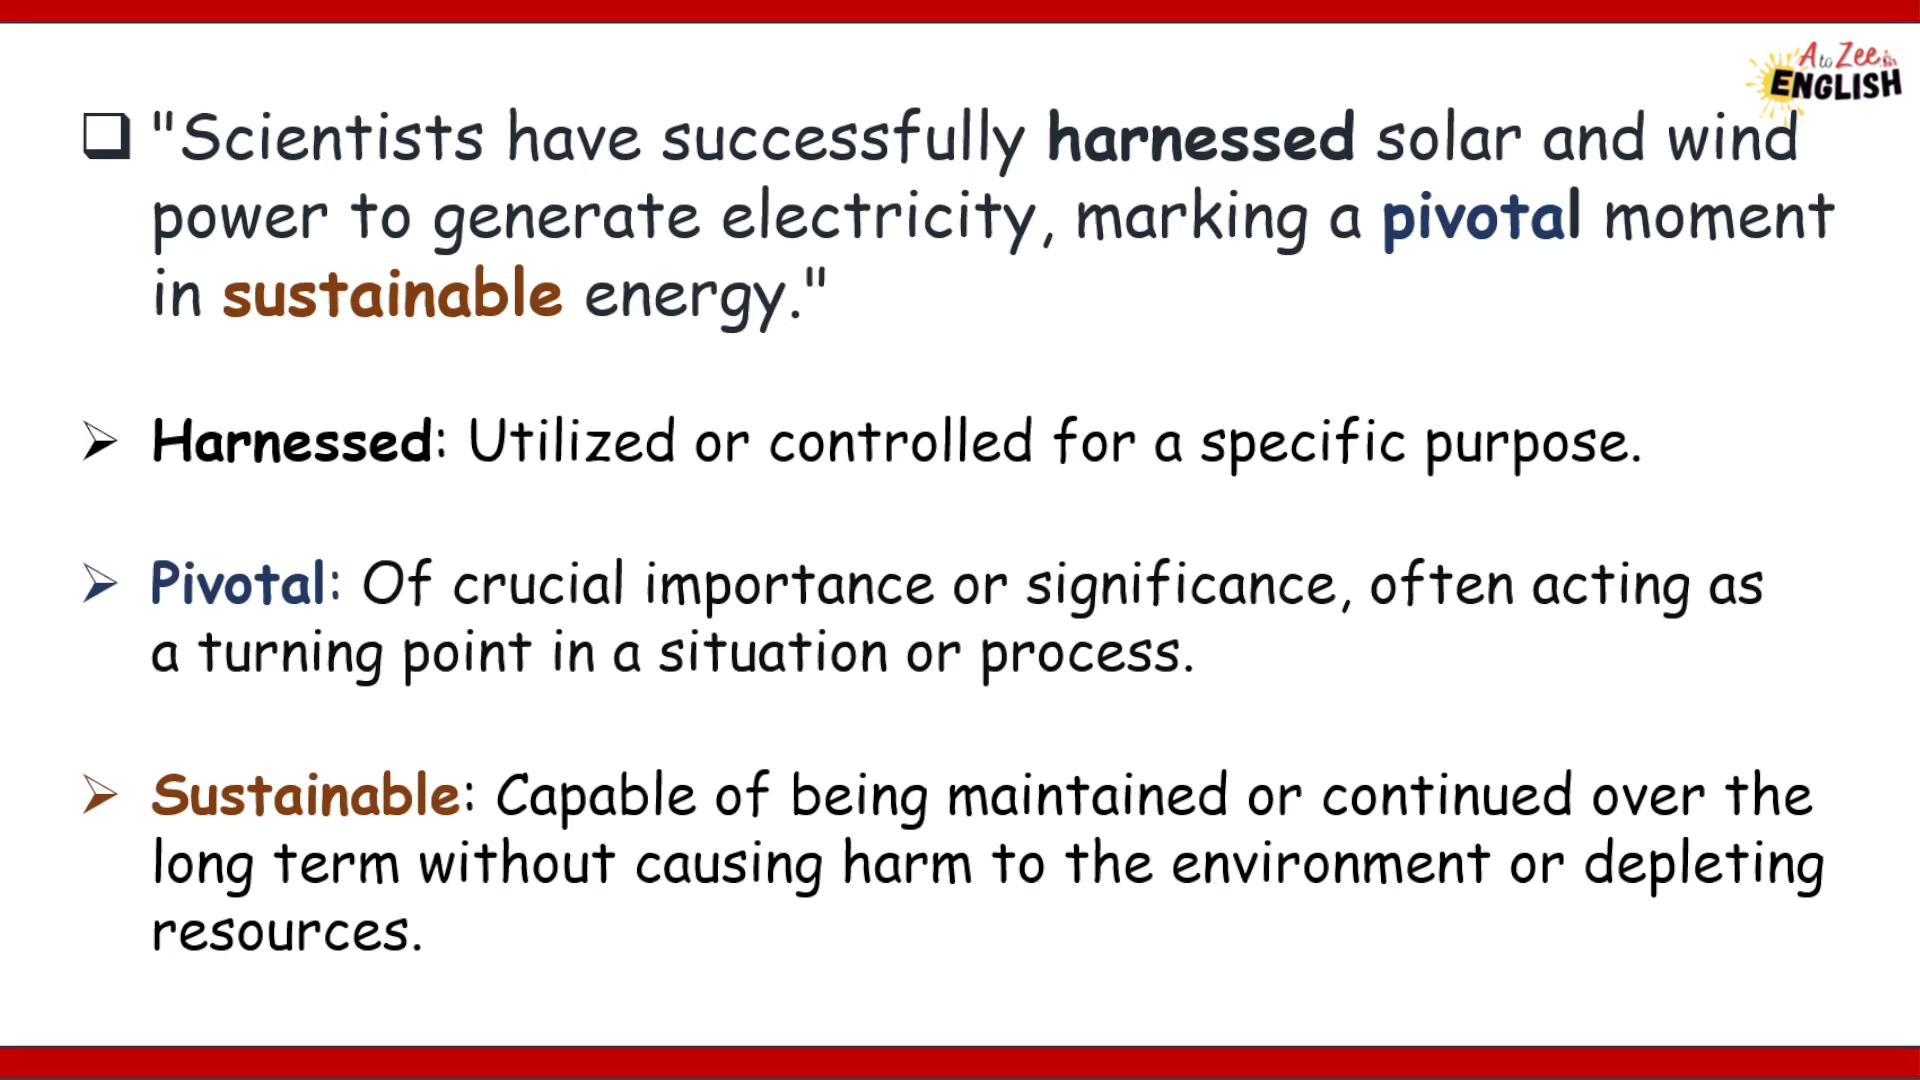 A to Zee in
ENGLISH
"Scientists have successfully harnessed solar and wind
power to generate electricity, marking a pivotal moment
in sustainable energy."
Harnessed: Utilized or controlled for a specific purpose.
Pivotal: Of crucial importance or significance, often acting as
a turning point in a situation or process.
Sustainable: Capable of being maintained or continued over the
long term without causing harm to the environment or depleting
resources.